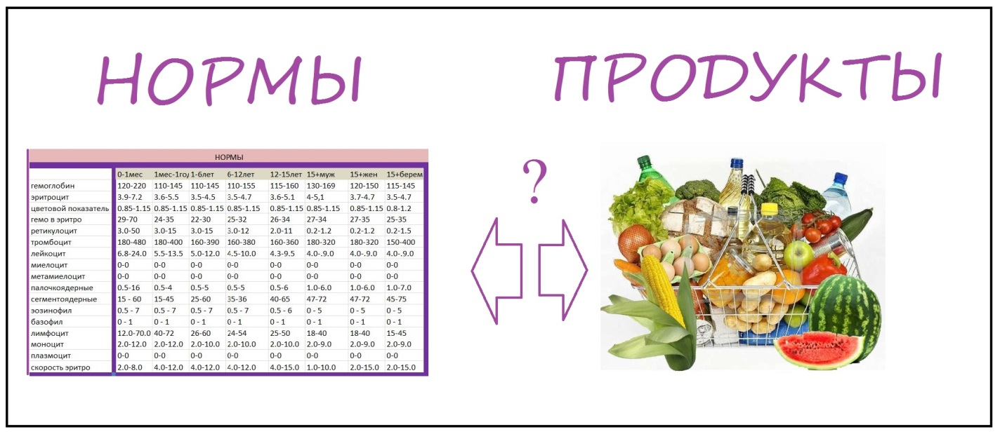 НОРМЫ ПРОДУКТЫ
?
НОРМЫ
0-1мес 1мес-1год 1-6лет 6-12лет 12-15лет 15+муж 15+жен 15+берем
гемоглобин 120-220 110-145 110-145 110-155 115-160 130-169 120-150 115-145
эритроцит 3.9-7.2 3.6-5.5 3.5-4.5 3.5-4.7 3.6-5.1 4-5,1 3.7-4.7 3.5-4.7
цветовой показатель 0.85-1.15 0.85-1.15 0.85-1.15 0.85-1.15 0.85-1.15 0.85-1.15 0.85-1.15 0.8-1.2
гемо в эритро 29-70 24-35 22-30 25-32 26-34 27-34 27-35 25-35
ретикулоцит 3.0-50 3.0-15 3.0-15 3.0-12 2.0-11 0.2-1.2 0.2-1.2 0.2-1.5
тромбоцит 180-480 180-400 160-390 160-380 160-360 180-320 180-320 150-400
лейкоцит 6.8-24.0 5.5-13.5 5.0-12.0 4.5-10.0 4.3-9.5 4.0-.9.0 4.0-.9.0 4.0-.9.0
миелоцит 0-0 0-0 0-0 0-0 0-0 0-0 0-0 0-0
метамиелоцит 0-0 0-0 0-0 0-0 0-0 0-0 0-0 0-0
палочкоядерные 0.5-16 0.5-4 0.5-5 0.5-5 0.5-6 1.0-6.0 1.0-6.0 1.0-7.0
сегментоядерные 15 - 60 15-45 25-60 35-36 40-65 47-72 47-72 45-75
эозинофил 0.5 - 7 0.5 - 7 0.5 - 7 0.5 - 7 0.5 - 6 0 - 5 0 - 5 0 - 5
базофил 0 - 1 0 - 1 0 - 1 0 - 1 0 - 1 0 - 1 0 - 1 0 - 1
лимфоцит 12.0-70.0 40-72 26-60 24-54 25-50 18-40 18-40 15-45
моноцит 2.0-12.0 2.0-12.0 2.0-10.0 2.0-10.0 2.0-10.0 2.0-9.0 2.0-9.0 2.0-9.0
плазмоцит 0-0 0-0 0-0 0-0 0-0 0-0 0-0 0-0
скорость эритро 2.0-8.0 4.0-12.0 4.0-12.0 4.0-12.0 4.0-15.0 1.0-10.0 2.0-15.0 2.0-15.0